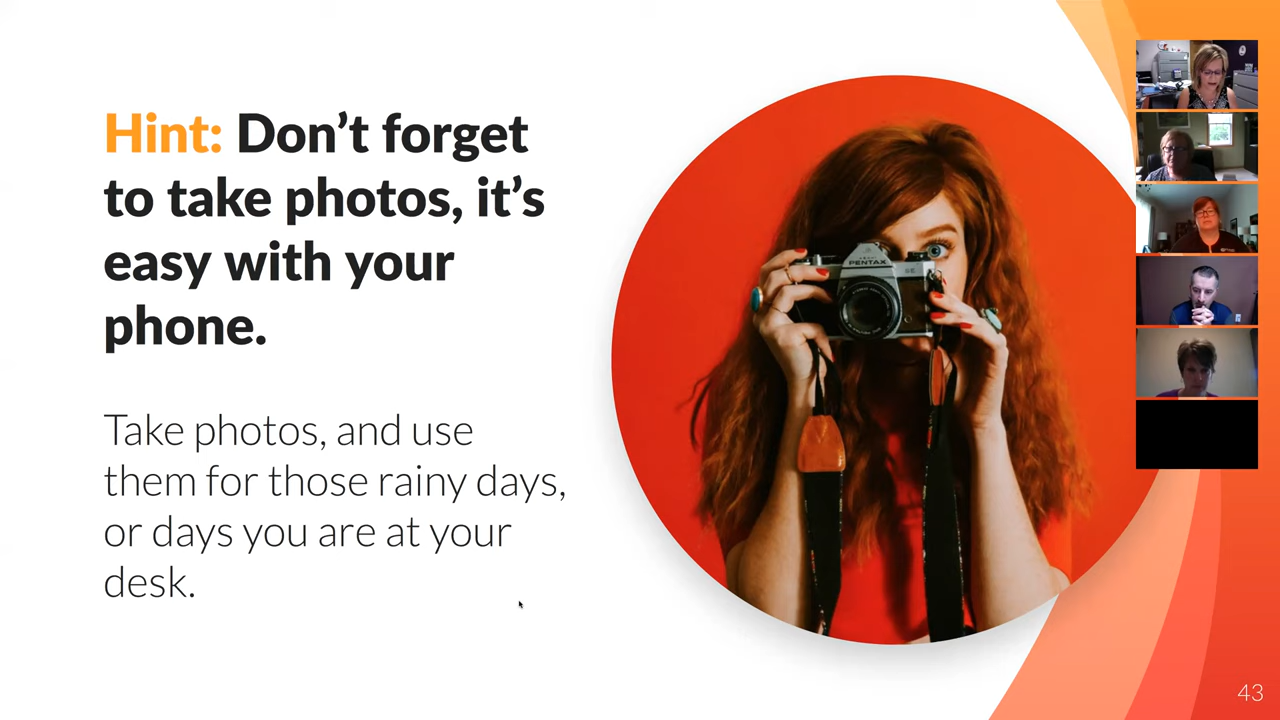 Hint: Don’t forget
to take photos, it’s
easy with your
phone.
Take photos, and use
them for those rainy days,
or days you are at your
desk.
PENTAX
43